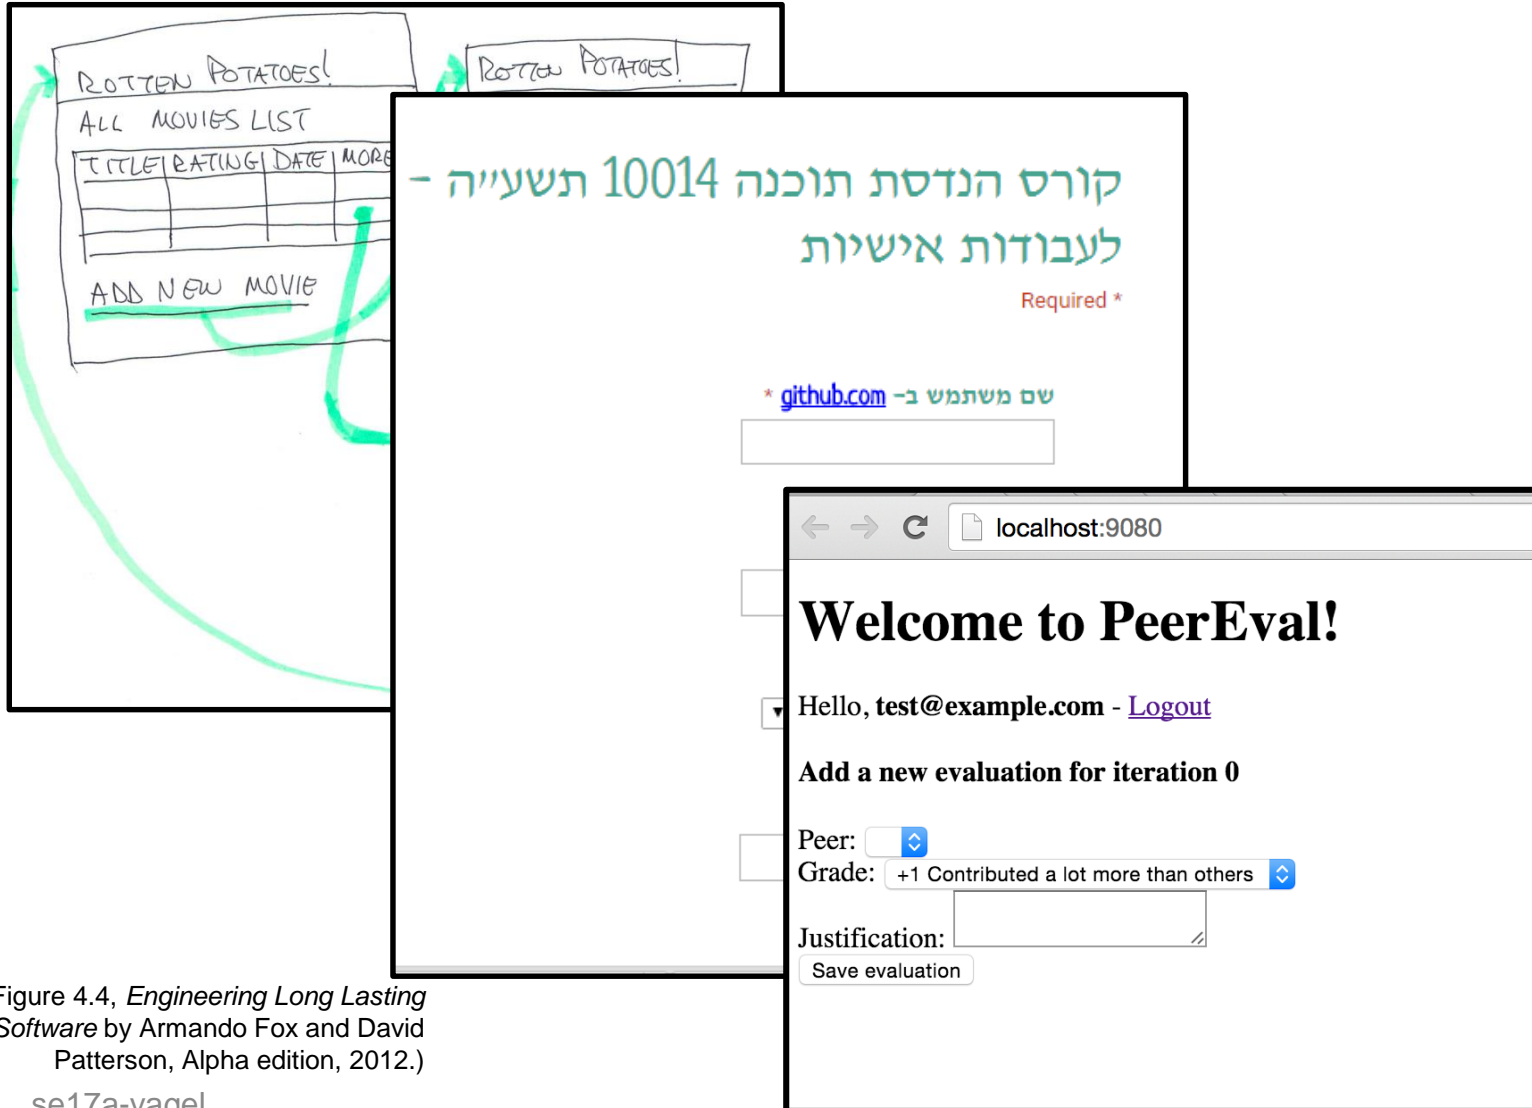 ROTTEN POTATOES!
ALL MOVIES LIST
TITLE RATING DATE MORE
ADD NEW MOVIE
ROTTEN POTATOES!
קורס הנדסת תוכנה 10014 תשע״ה -
לעבודות אישיות
Required *
שם משתמש ב- github.com *
localhost:9080
Welcome to PeerEval!
Hello, test@example.com - Logout
Add a new evaluation for iteration 0
Peer:
Grade: +1 Contributed a lot more than others
Justification:
Save evaluation
Figure 4.4, Engineering Long Lasting
Software by Armando Fox and David
Patterson, Alpha edition, 2012.)
se17a-yagel